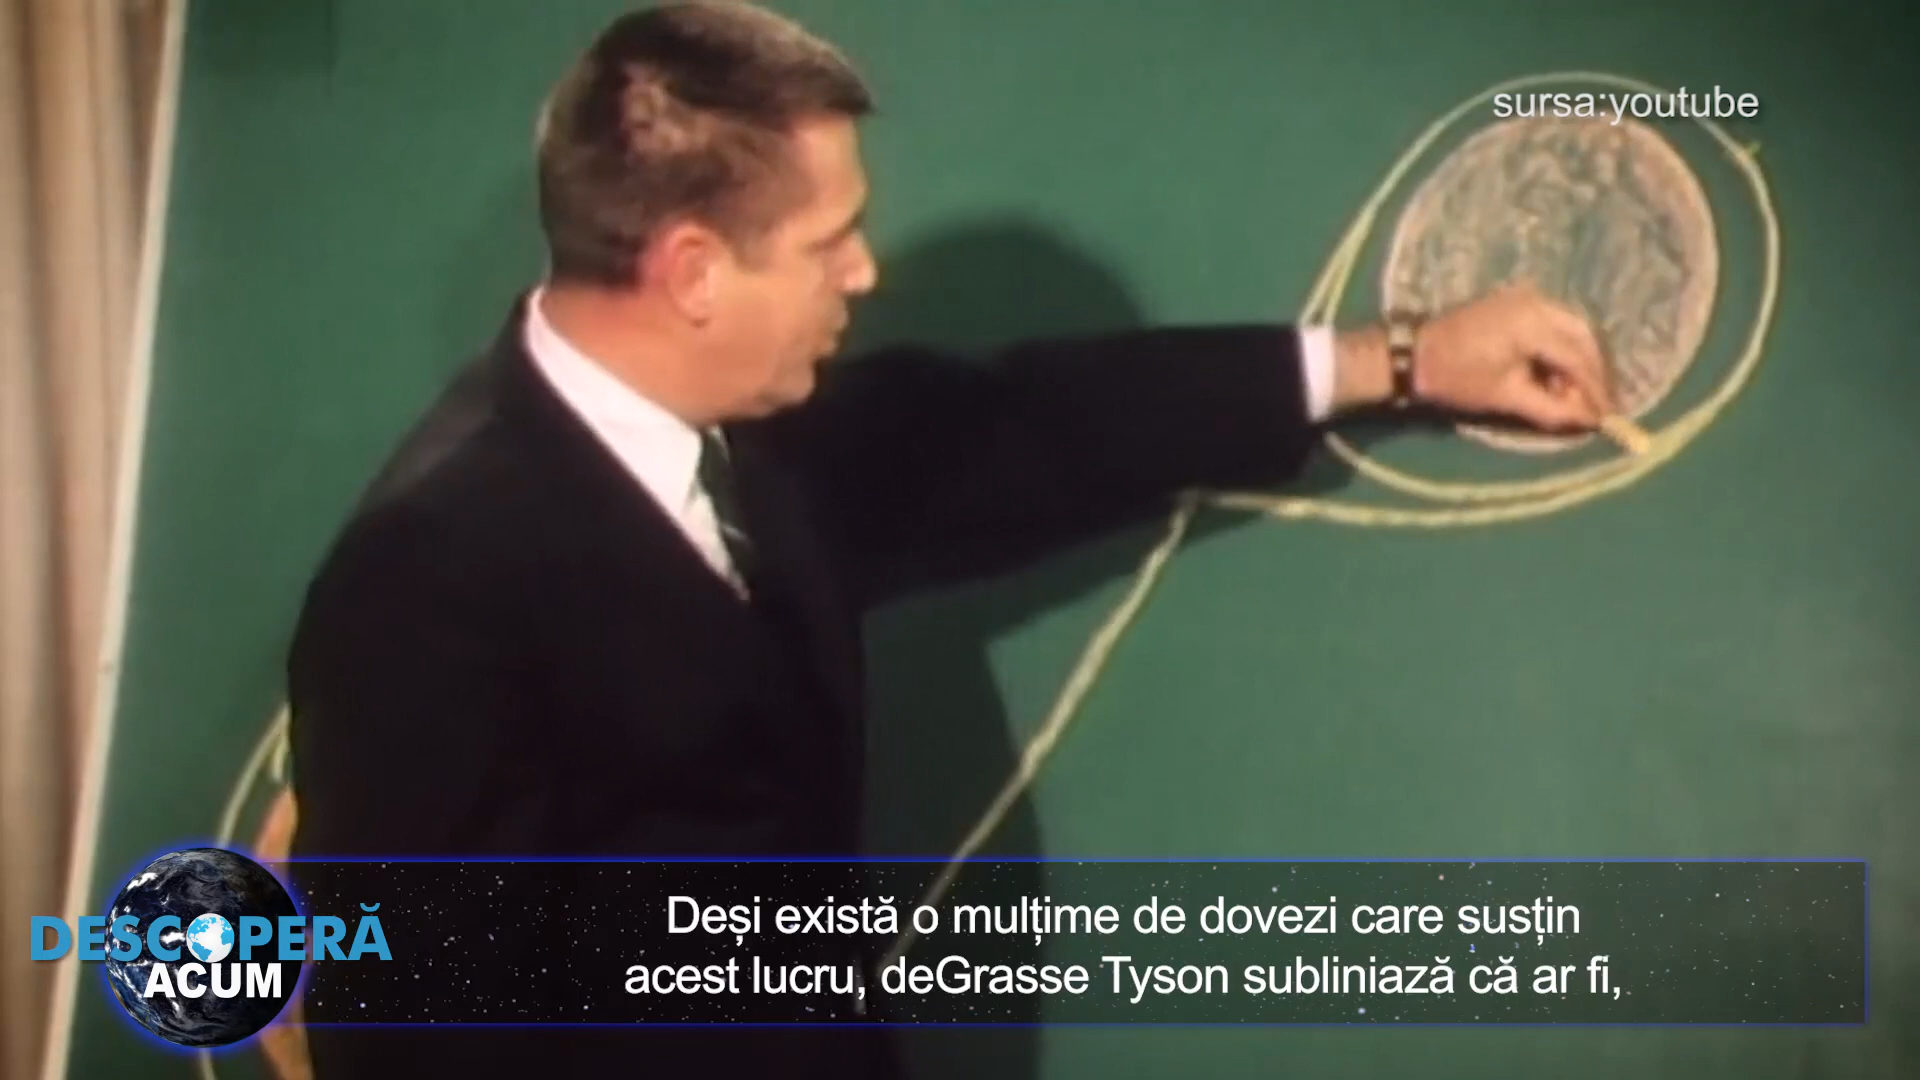 sursa:youtube
Deși există o mulțime de dovezi care susțin
acest lucru, deGrasse Tyson subliniază că ar fi,
DESCOPERĂ
ACUM